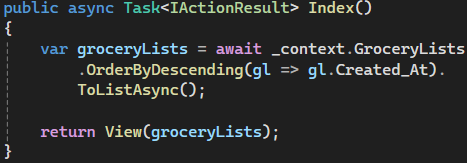 public async Task<IActionResult> Index()
{
    var groceryLists = await _context.GroceryLists
        .OrderByDescending(gl => gl.Created_At).
        ToListAsync();

    return View(groceryLists);
}